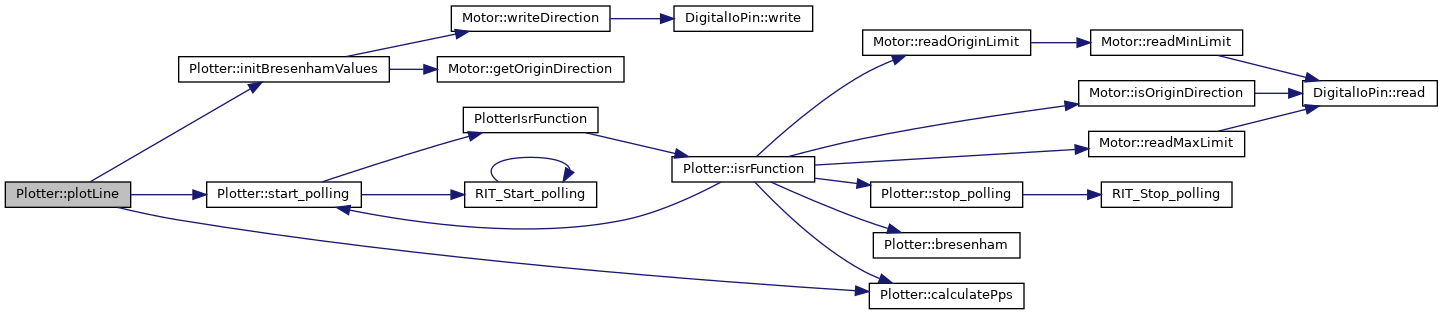 Motor::writeDirection
DigitalIoPin::write
Plotter::initBresenhamValues
Motor::getOriginDirection
Motor::readOriginLimit
Motor::readMinLimit
Motor::isOriginDirection
DigitalIoPin::read
PlotterIsrFunction
Motor::readMaxLimit
Plotter::isrFunction
Plotter::plotLine
Plotter::start_polling
RIT_Start_polling
Plotter::stop_polling
RIT_Stop_polling
Plotter::bresenham
Plotter::calculatePps